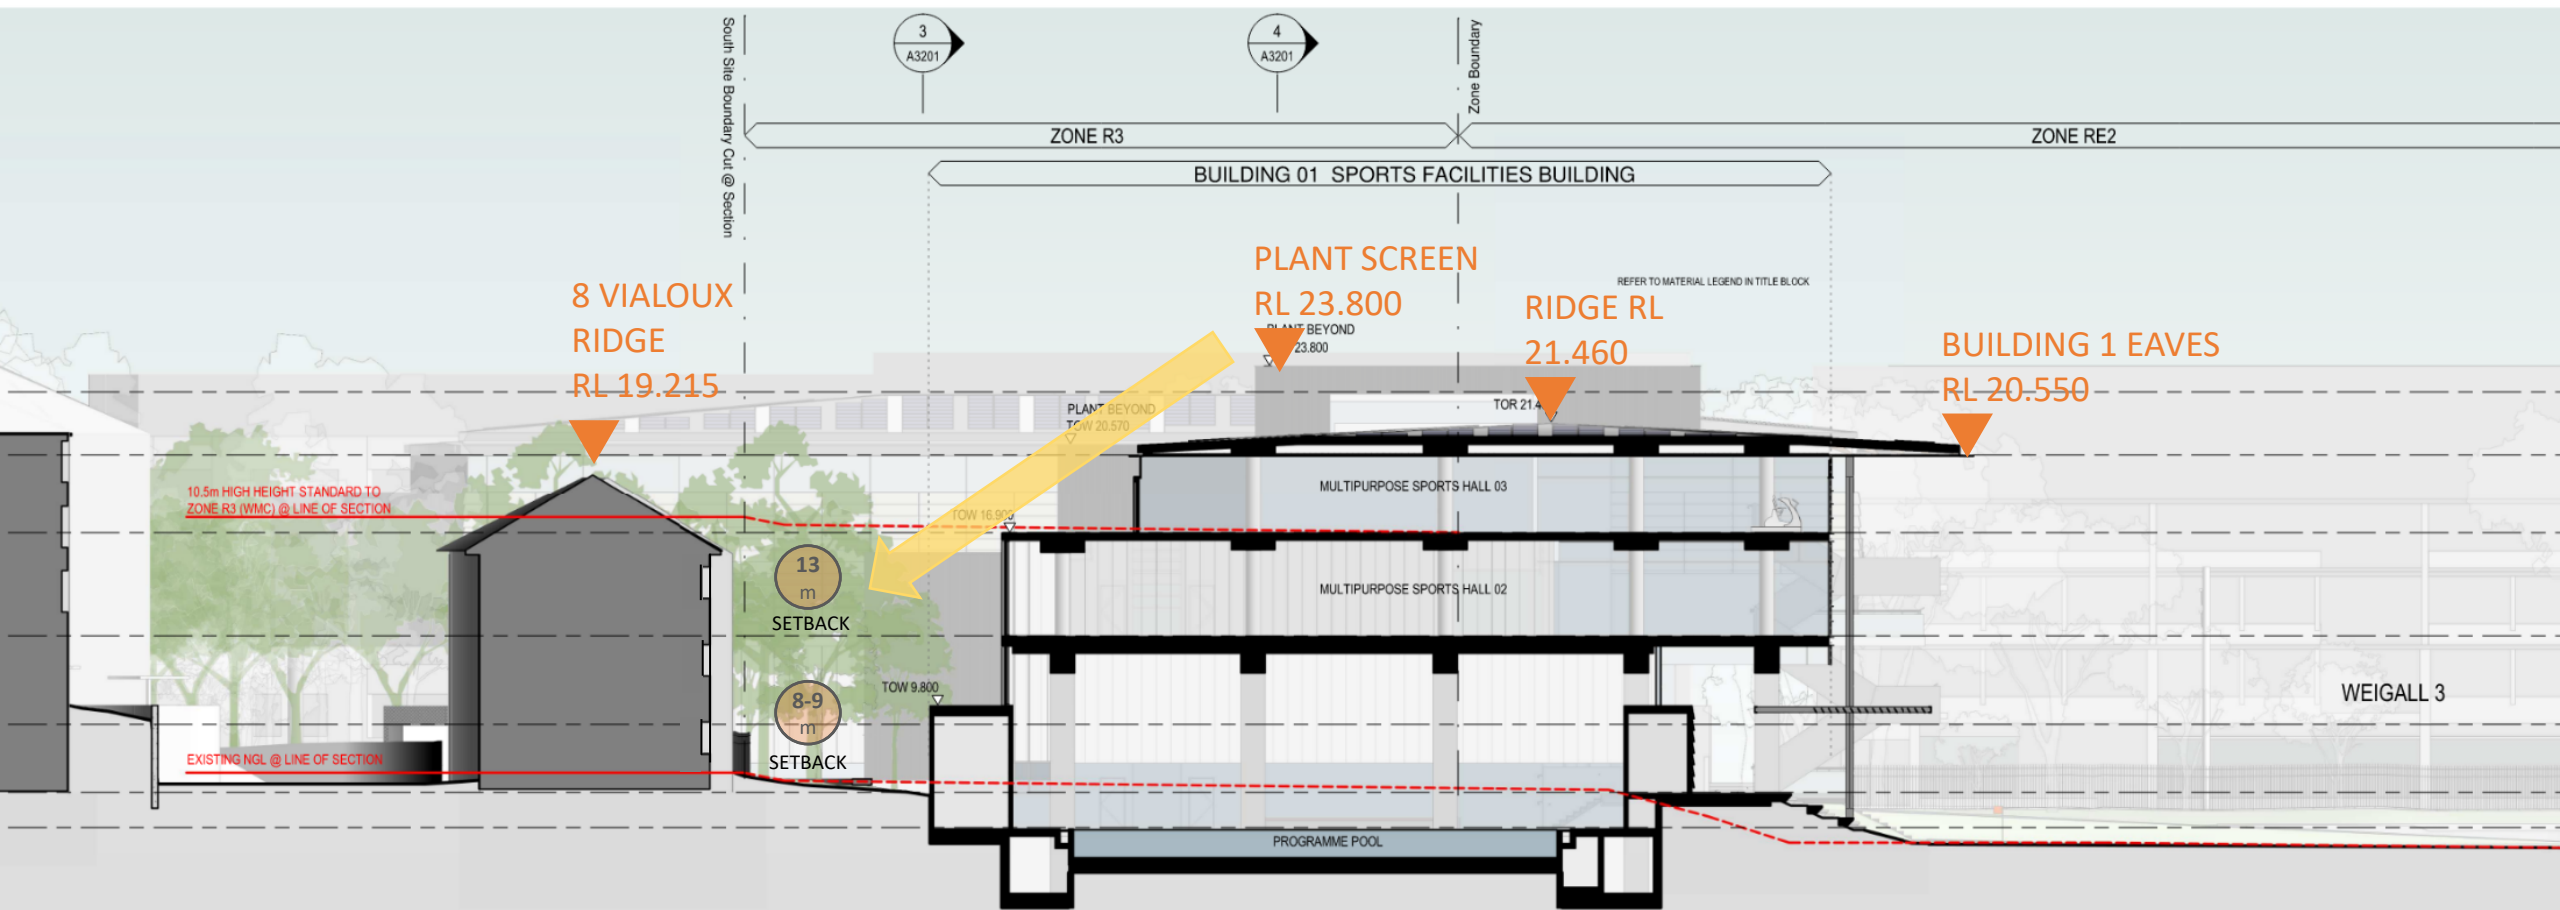 South Site Boundary Cut @ Section
3
A3201
4
A3201
Zone Boundary
ZONE R3
ZONE RE2
BUILDING 01 SPORTS FACILITIES BUILDING
PLANT SCREEN
RL 23.800
REFER TO MATERIAL LEGEND IN TITLE BLOCK
8 VIALOUX
RIDGE
RL 19.215
RIDGE RL
21.460
PLANT BEYOND
23.800
BUILDING 1 EAVES
RL 20.550
PLANT BEYOND
TOW 20.570
TOR 21.4
10.5m HIGH HEIGHT STANDARD TO
ZONE R3 (WMC) @ LINE OF SECTION
MULTIPURPOSE SPORTS HALL 03
TOW 16.900
13
m
SETBACK
MULTIPURPOSE SPORTS HALL 02
TOW 9.800
8-9
m
SETBACK
WEIGALL 3
EXISTING NGL @ LINE OF SECTION
PROGRAMME POOL